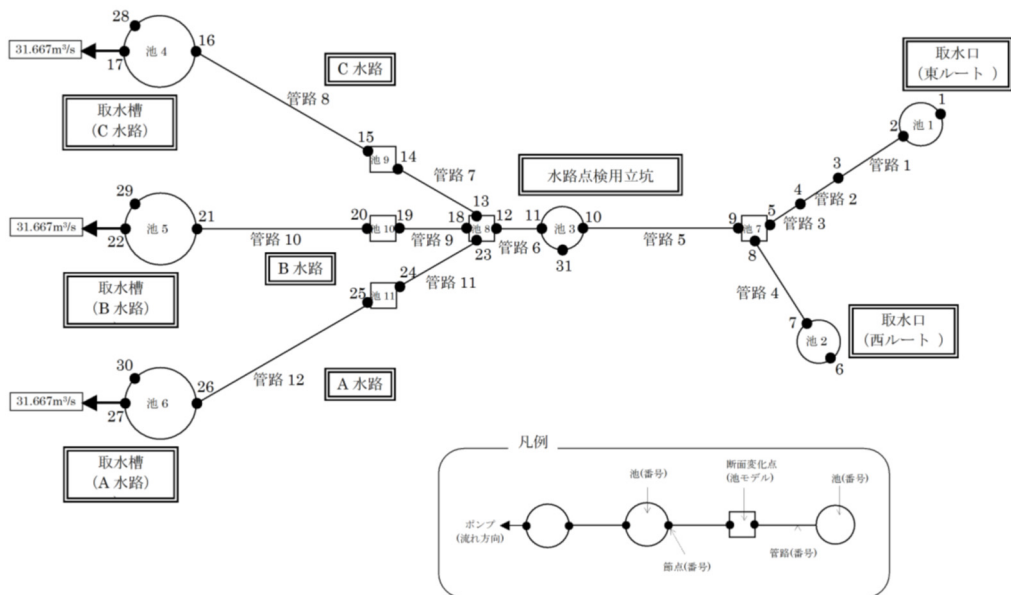 28
16
31.667m³/s
池 4
17
C 水路
取水口
(東ルート )
管路 8
1
2
池 1
取水槽
(C 水路)
15
池 9
14
管路 7
水路点検用立坑
3
管路 1
4
管路 2
29
13
5
管路 3
31.667m³/s
池 5
21
20
池 10
19
18
池 8
12
11
池 3
10
9
池 7
22
管路 10
管路 9
管路 6
管路 5
8
23
31
B 水路
24
管路 11
取水槽
(B 水路)
25
池 11
管路 4
7
池 2
取水口
(西ルート )
6
30
26
管路 12
A 水路
31.667m³/s
池 6
27
取水槽
(A 水路)
凡例
池(番号)
断面変化点
(池モデル)
池(番号)
ポンプ
(流れ方向)
節点(番号)
管路(番号)